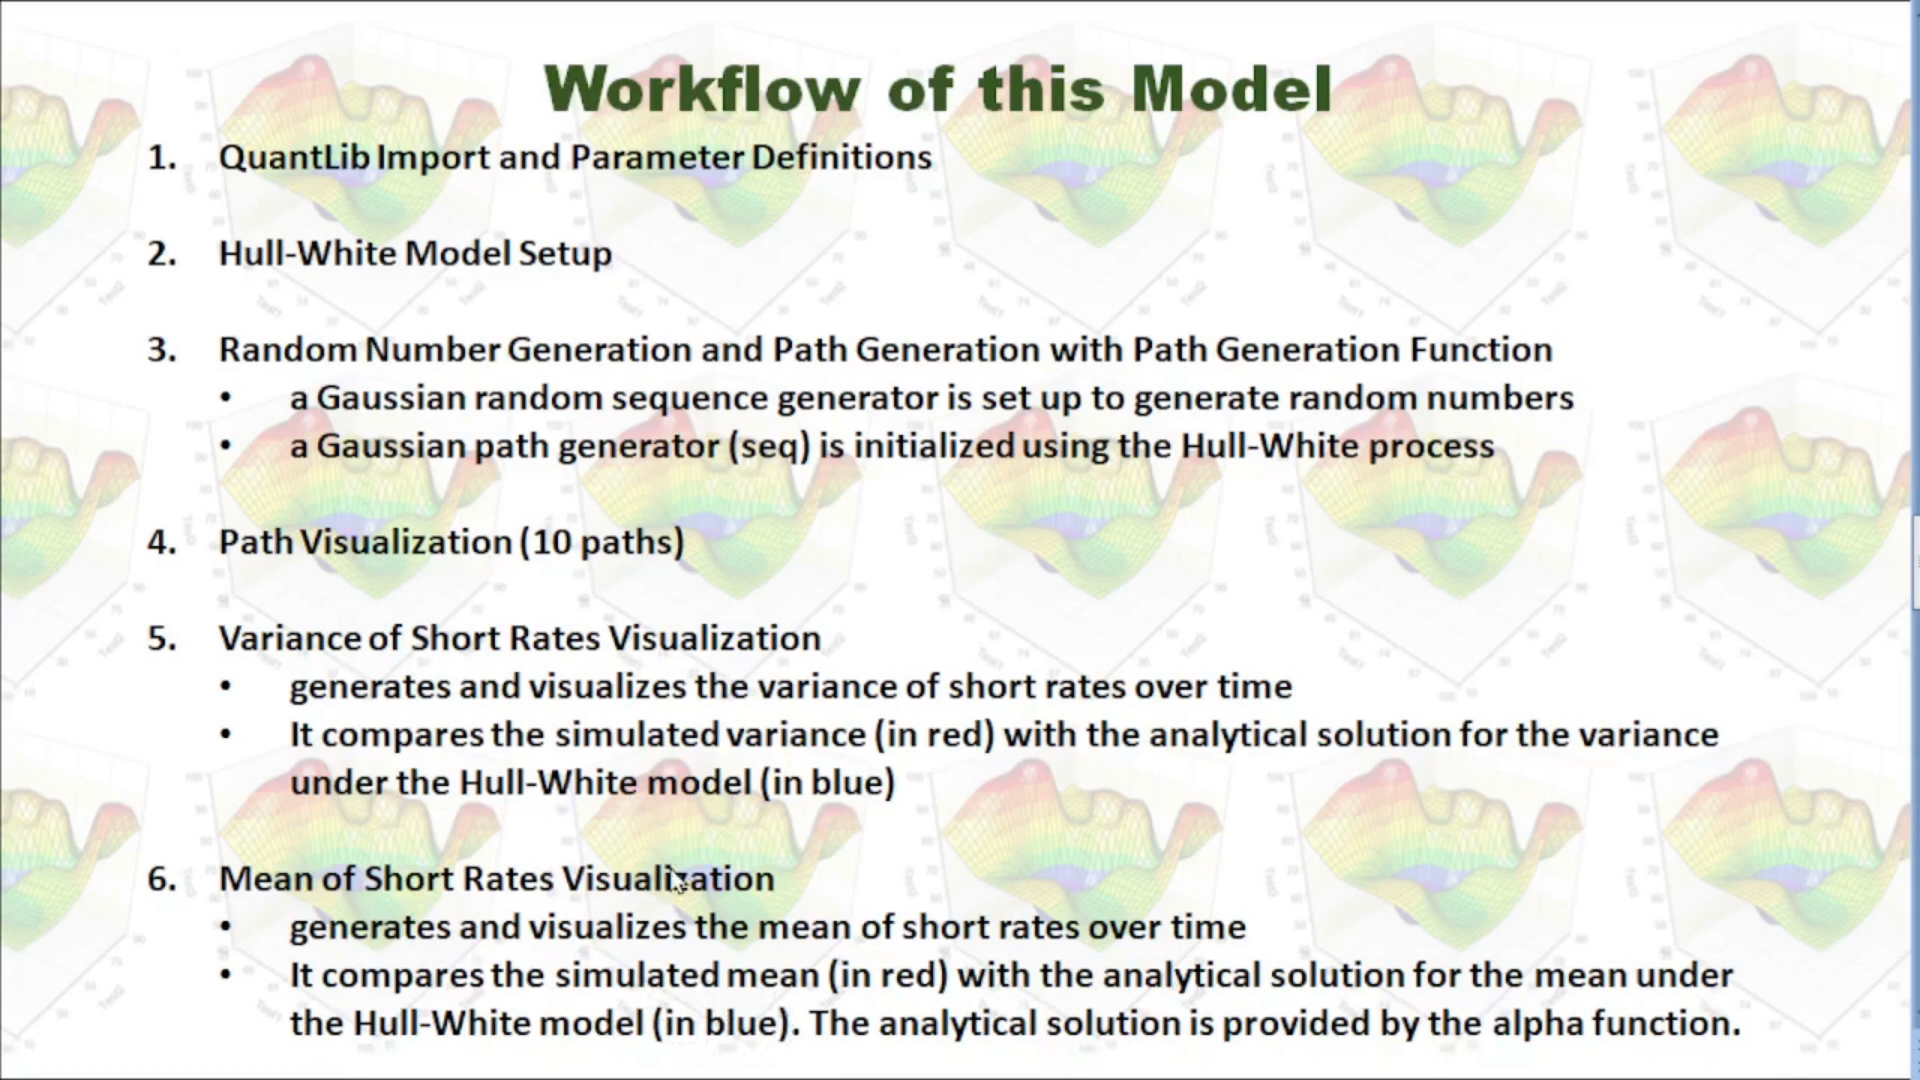 Workflow of this Model
1. QuantLib Import and Parameter Definitions
2. Hull-White Model Setup
3. Random Number Generation and Path Generation with Path Generation Function
• a Gaussian random sequence generator is set up to generate random numbers
• a Gaussian path generator (seq) is initialized using the Hull-White process
4. Path Visualization (10 paths)
5. Variance of Short Rates Visualization
• generates and visualizes the variance of short rates over time
• It compares the simulated variance (in red) with the analytical solution for the variance
under the Hull-White model (in blue)
6. Mean of Short Rates Visualization
• generates and visualizes the mean of short rates over time
• It compares the simulated mean (in red) with the analytical solution for the mean under
the Hull-White model (in blue). The analytical solution is provided by the alpha function.